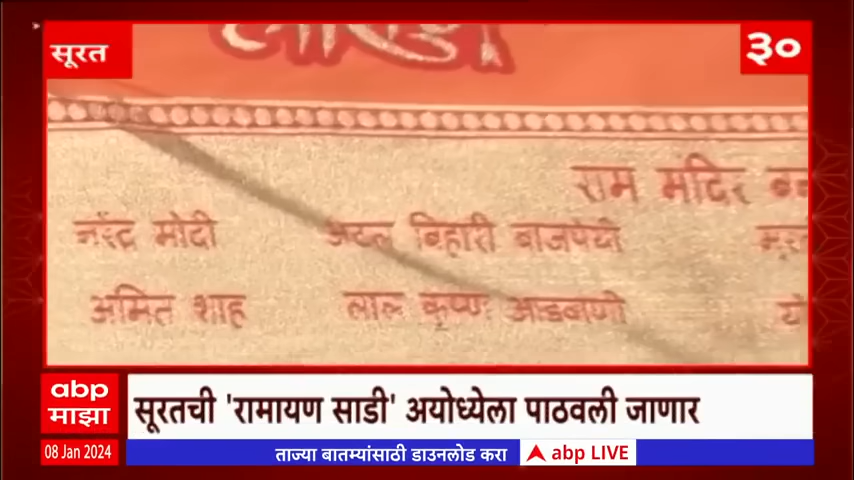 सूरत
३०
राम मंदिर
नरेंद्र मोदी अटल बिहारी बाजपेयी
अमित शाह लाल कृष्ण आडवाणी
abp
माझा
सूरतची 'रामायण साडी' अयोध्येला पाठवली जाणार
08 Jan 2024
ताज्या बातम्यांसाठी डाउनलोड करा abp LIVE